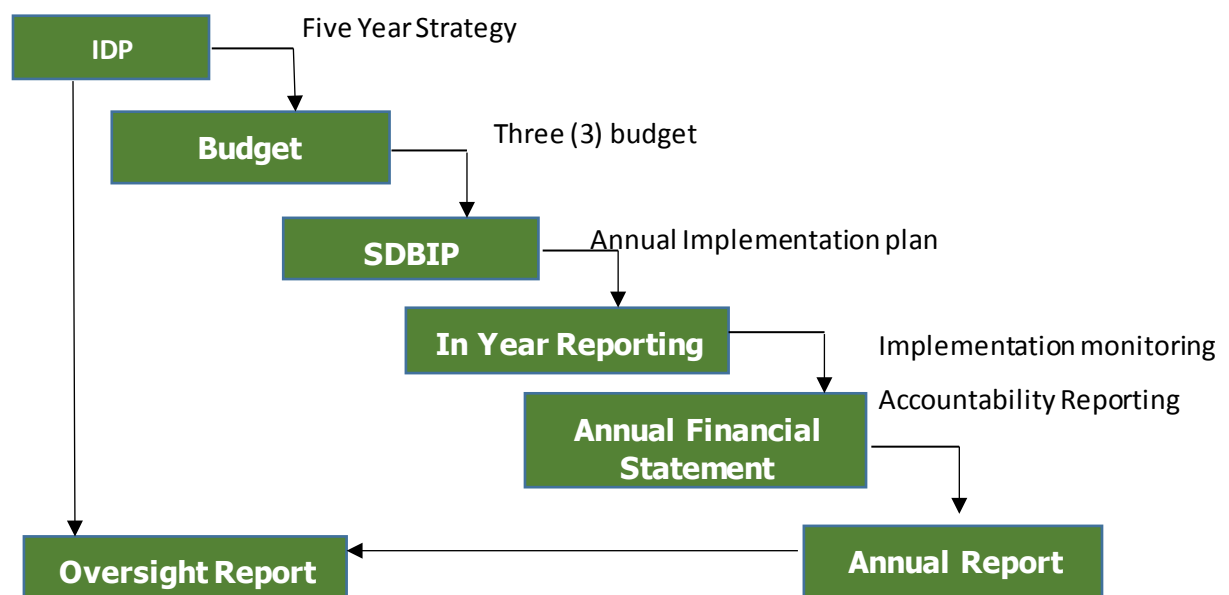 Five Year Strategy
IDP
Three (3) budget
Budget
Annual Implementation plan
SDBIP
In Year Reporting
Implementation monitoring
Accountability Reporting
Annual Financial
Statement
Annual Report
Oversight Report